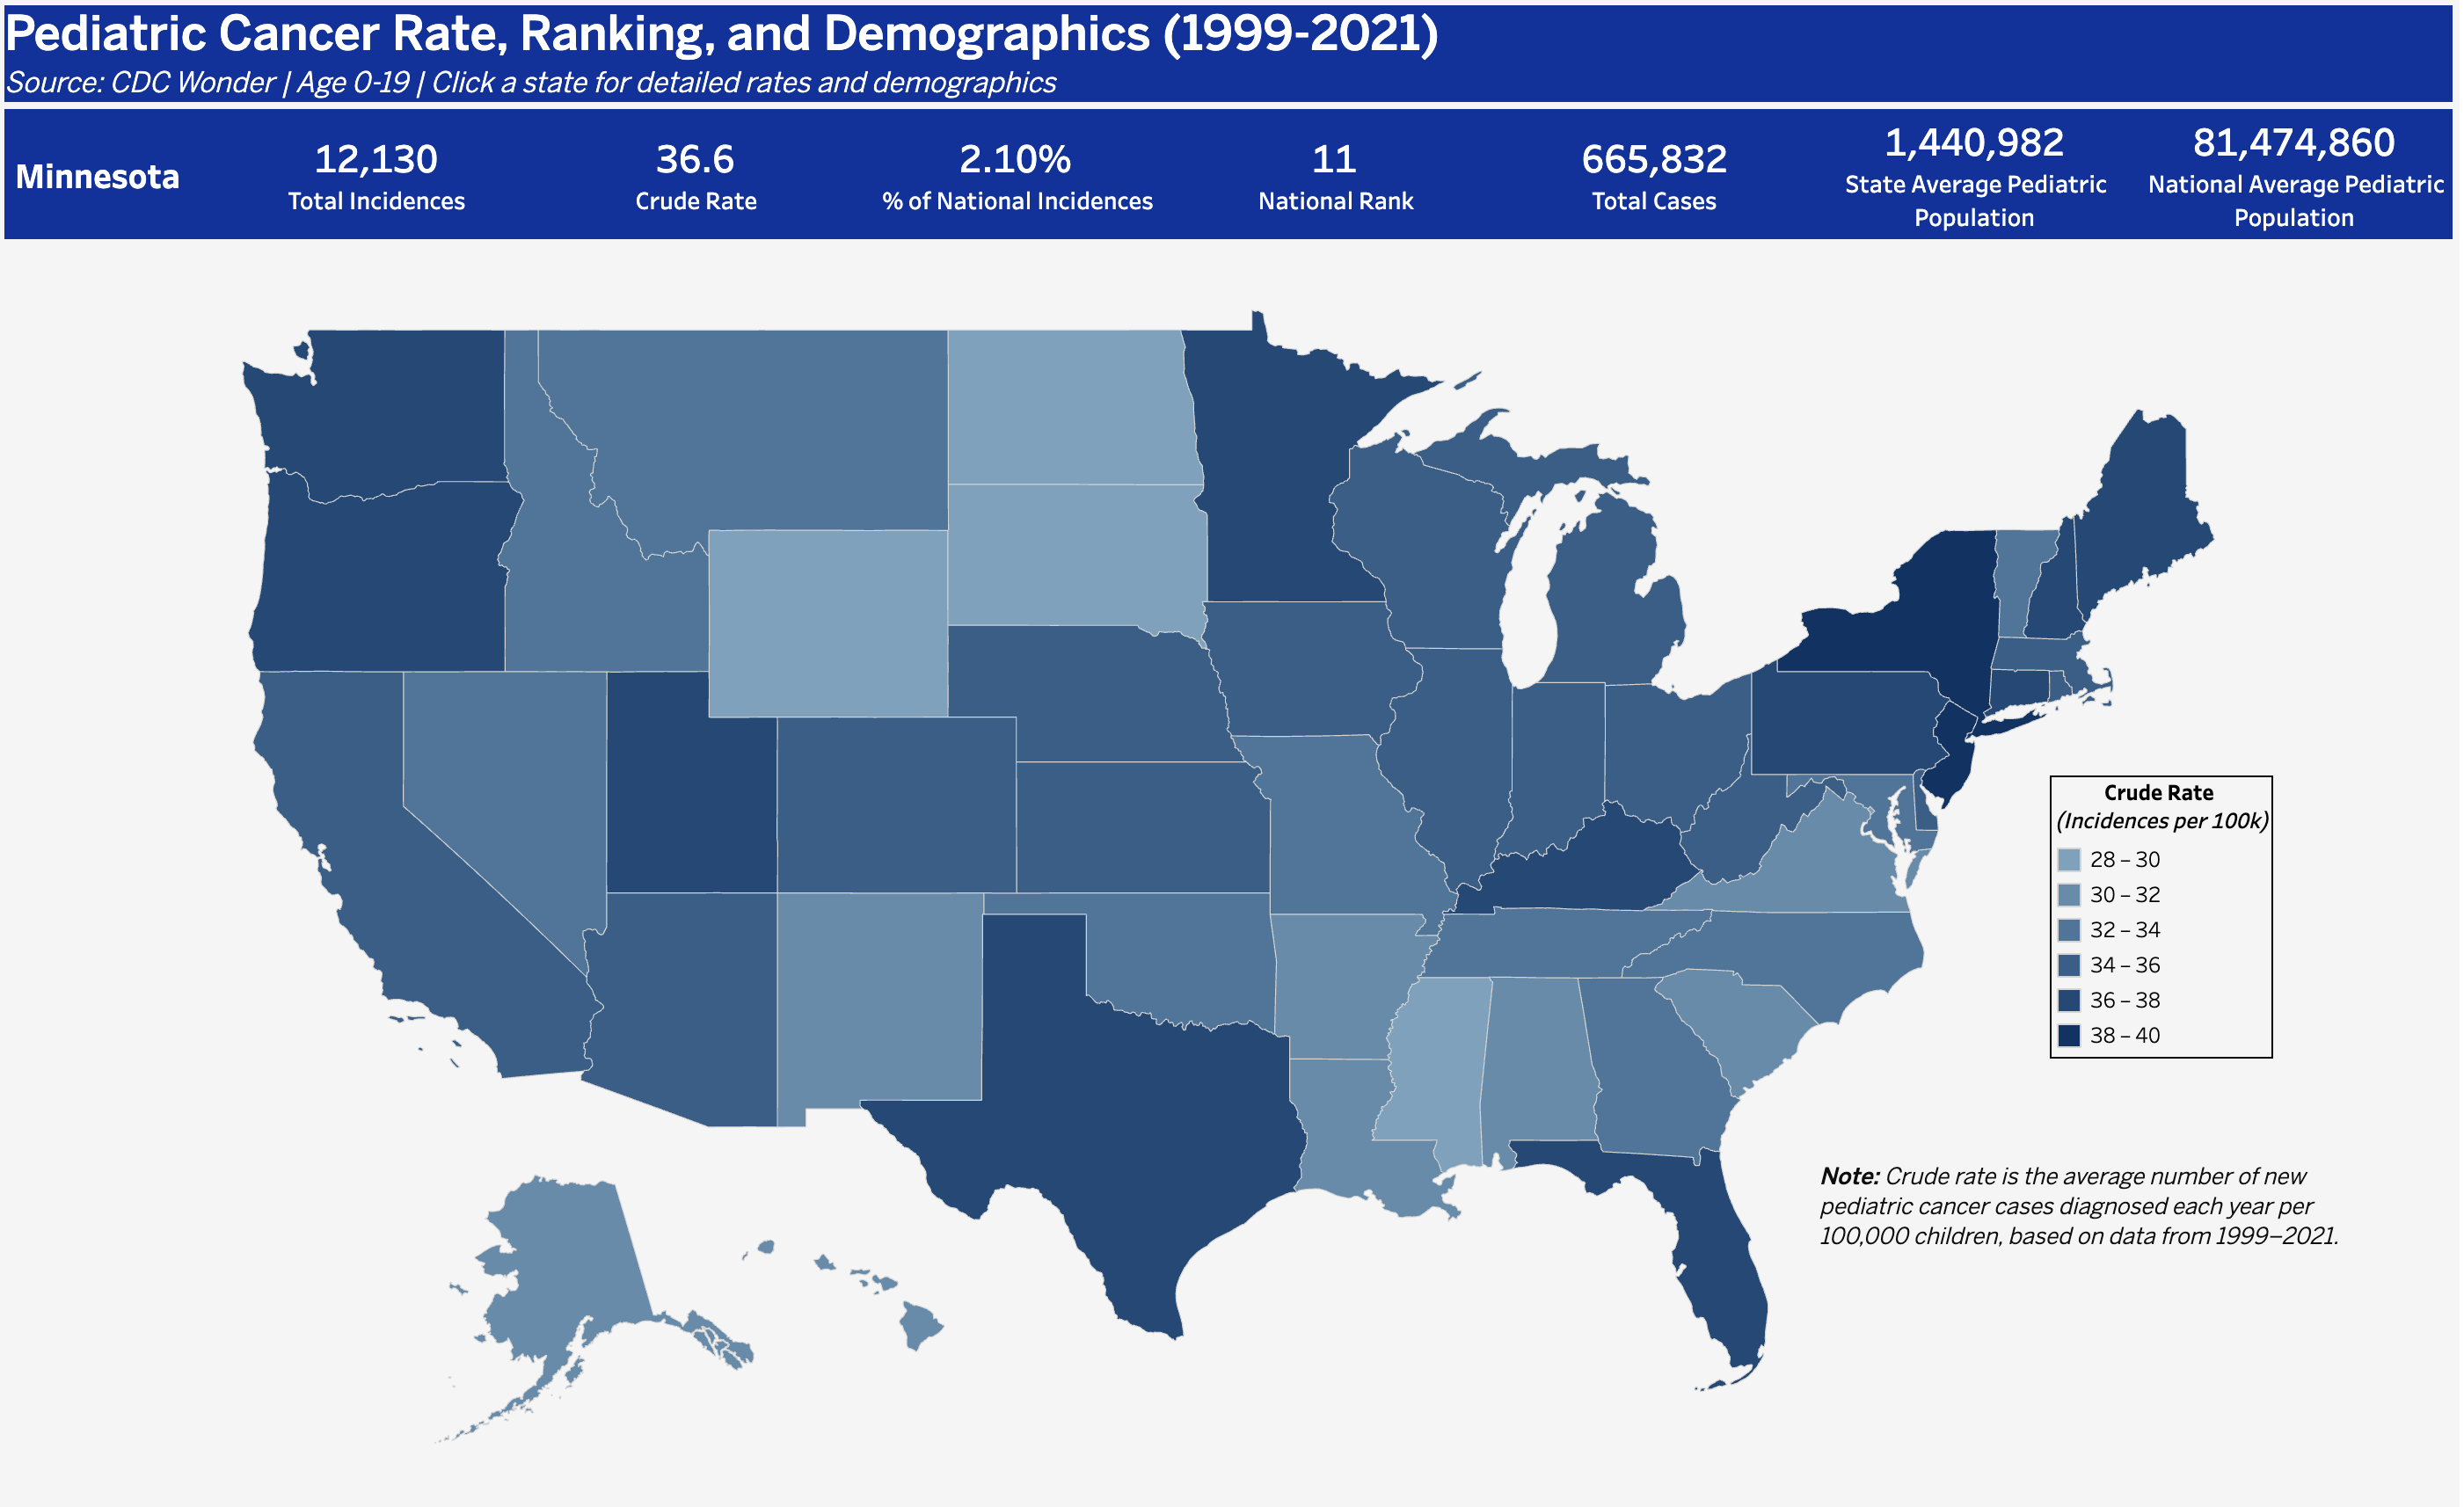 Pediatric Cancer Rate, Ranking, and Demographics (1999-2021)
Source: CDC Wonder | Age 0-19 | Click a state for detailed rates and demographics
Minnesota
12,130
Total Incidences
36.6
Crude Rate
2.10%
% of National Incidences
11
National Rank
665,832
Total Cases
1,440,982
State Average Pediatric
Population
81,474,860
National Average Pediatric
Population
Crude Rate
(Incidences per 100k)
28 – 30
30 – 32
32 – 34
34 – 36
36 – 38
38 – 40
Note: Crude rate is the average number of new
pediatric cancer cases diagnosed each year per
100,000 children, based on data from 1999–2021.